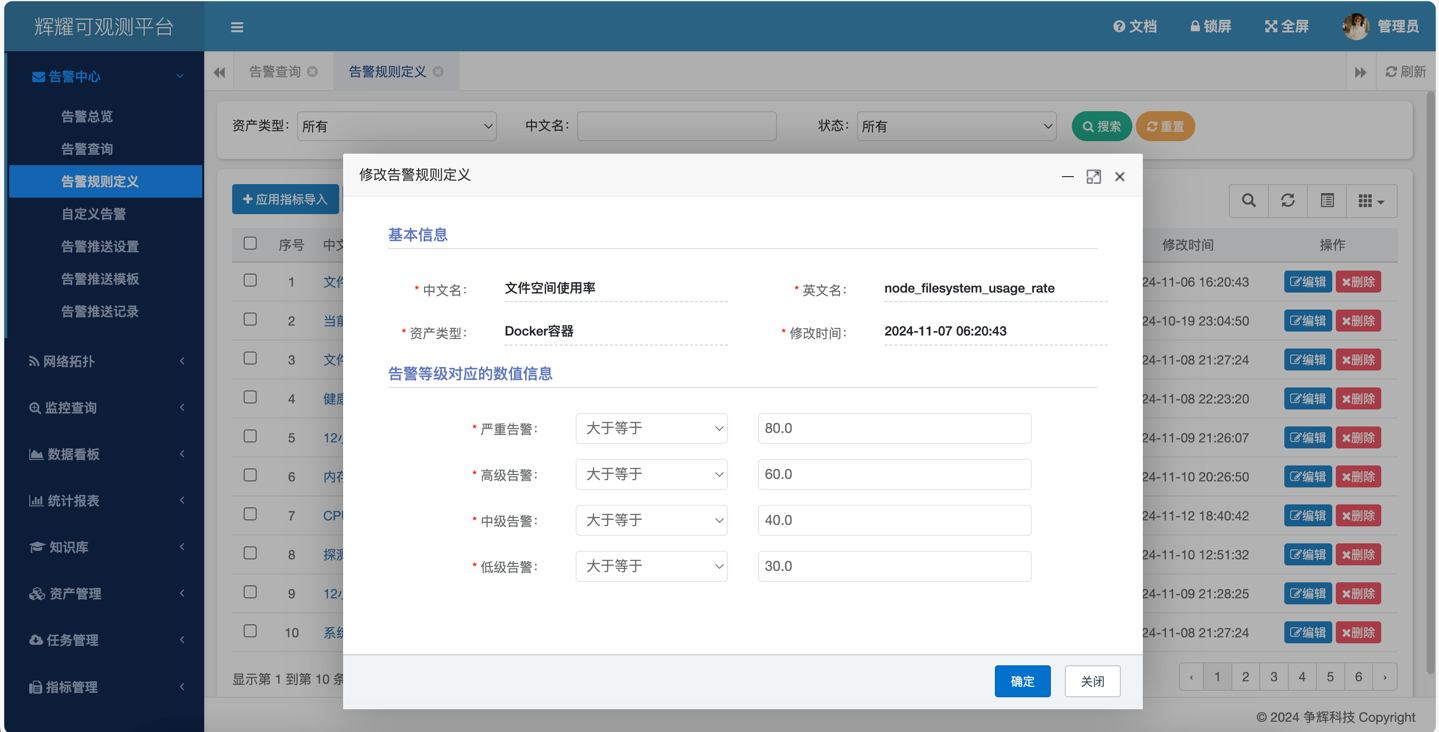 辉耀可观测平台
文档 锁屏 全屏 管理员
告警中心
告警总览
告警查询
告警规则定义
自定义告警
告警推送设置
告警推送模板
告警推送记录
网络拓扑
监控查询
数据看板
统计报表
知识库
资产管理
任务管理
指标管理
告警查询 告警规则定义 刷新
资产类型: 所有 中文名: 状态: 所有 搜索 重置
应用指标导入
序号 中文 修改时间 操作
1 文件 24-11-06 16:20:43 编辑 删除
2 当前 24-10-19 23:04:50 编辑 删除
3 文件 24-11-08 21:27:24 编辑 删除
4 健康 24-11-08 22:23:20 编辑 删除
5 12小 24-11-09 21:26:07 编辑 删除
6 内存 24-11-10 20:26:50 编辑 删除
7 CPU 24-11-12 18:40:42 编辑 删除
8 探测 24-11-10 12:51:32 编辑 删除
9 12小 24-11-09 21:28:25 编辑 删除
10 系统 24-11-08 21:27:24 编辑 删除
显示第 1 到第 10 条 ‹ 1 2 3 4 5 6 ›
修改告警规则定义
基本信息
* 中文名: 文件空间使用率 * 英文名: node_filesystem_usage_rate
* 资产类型: Docker容器 * 修改时间: 2024-11-07 06:20:43
告警等级对应的数值信息
* 严重告警: 大于等于 80.0
* 高级告警: 大于等于 60.0
* 中级告警: 大于等于 40.0
* 低级告警: 大于等于 30.0
确定 关闭
© 2024 争辉科技 Copyright